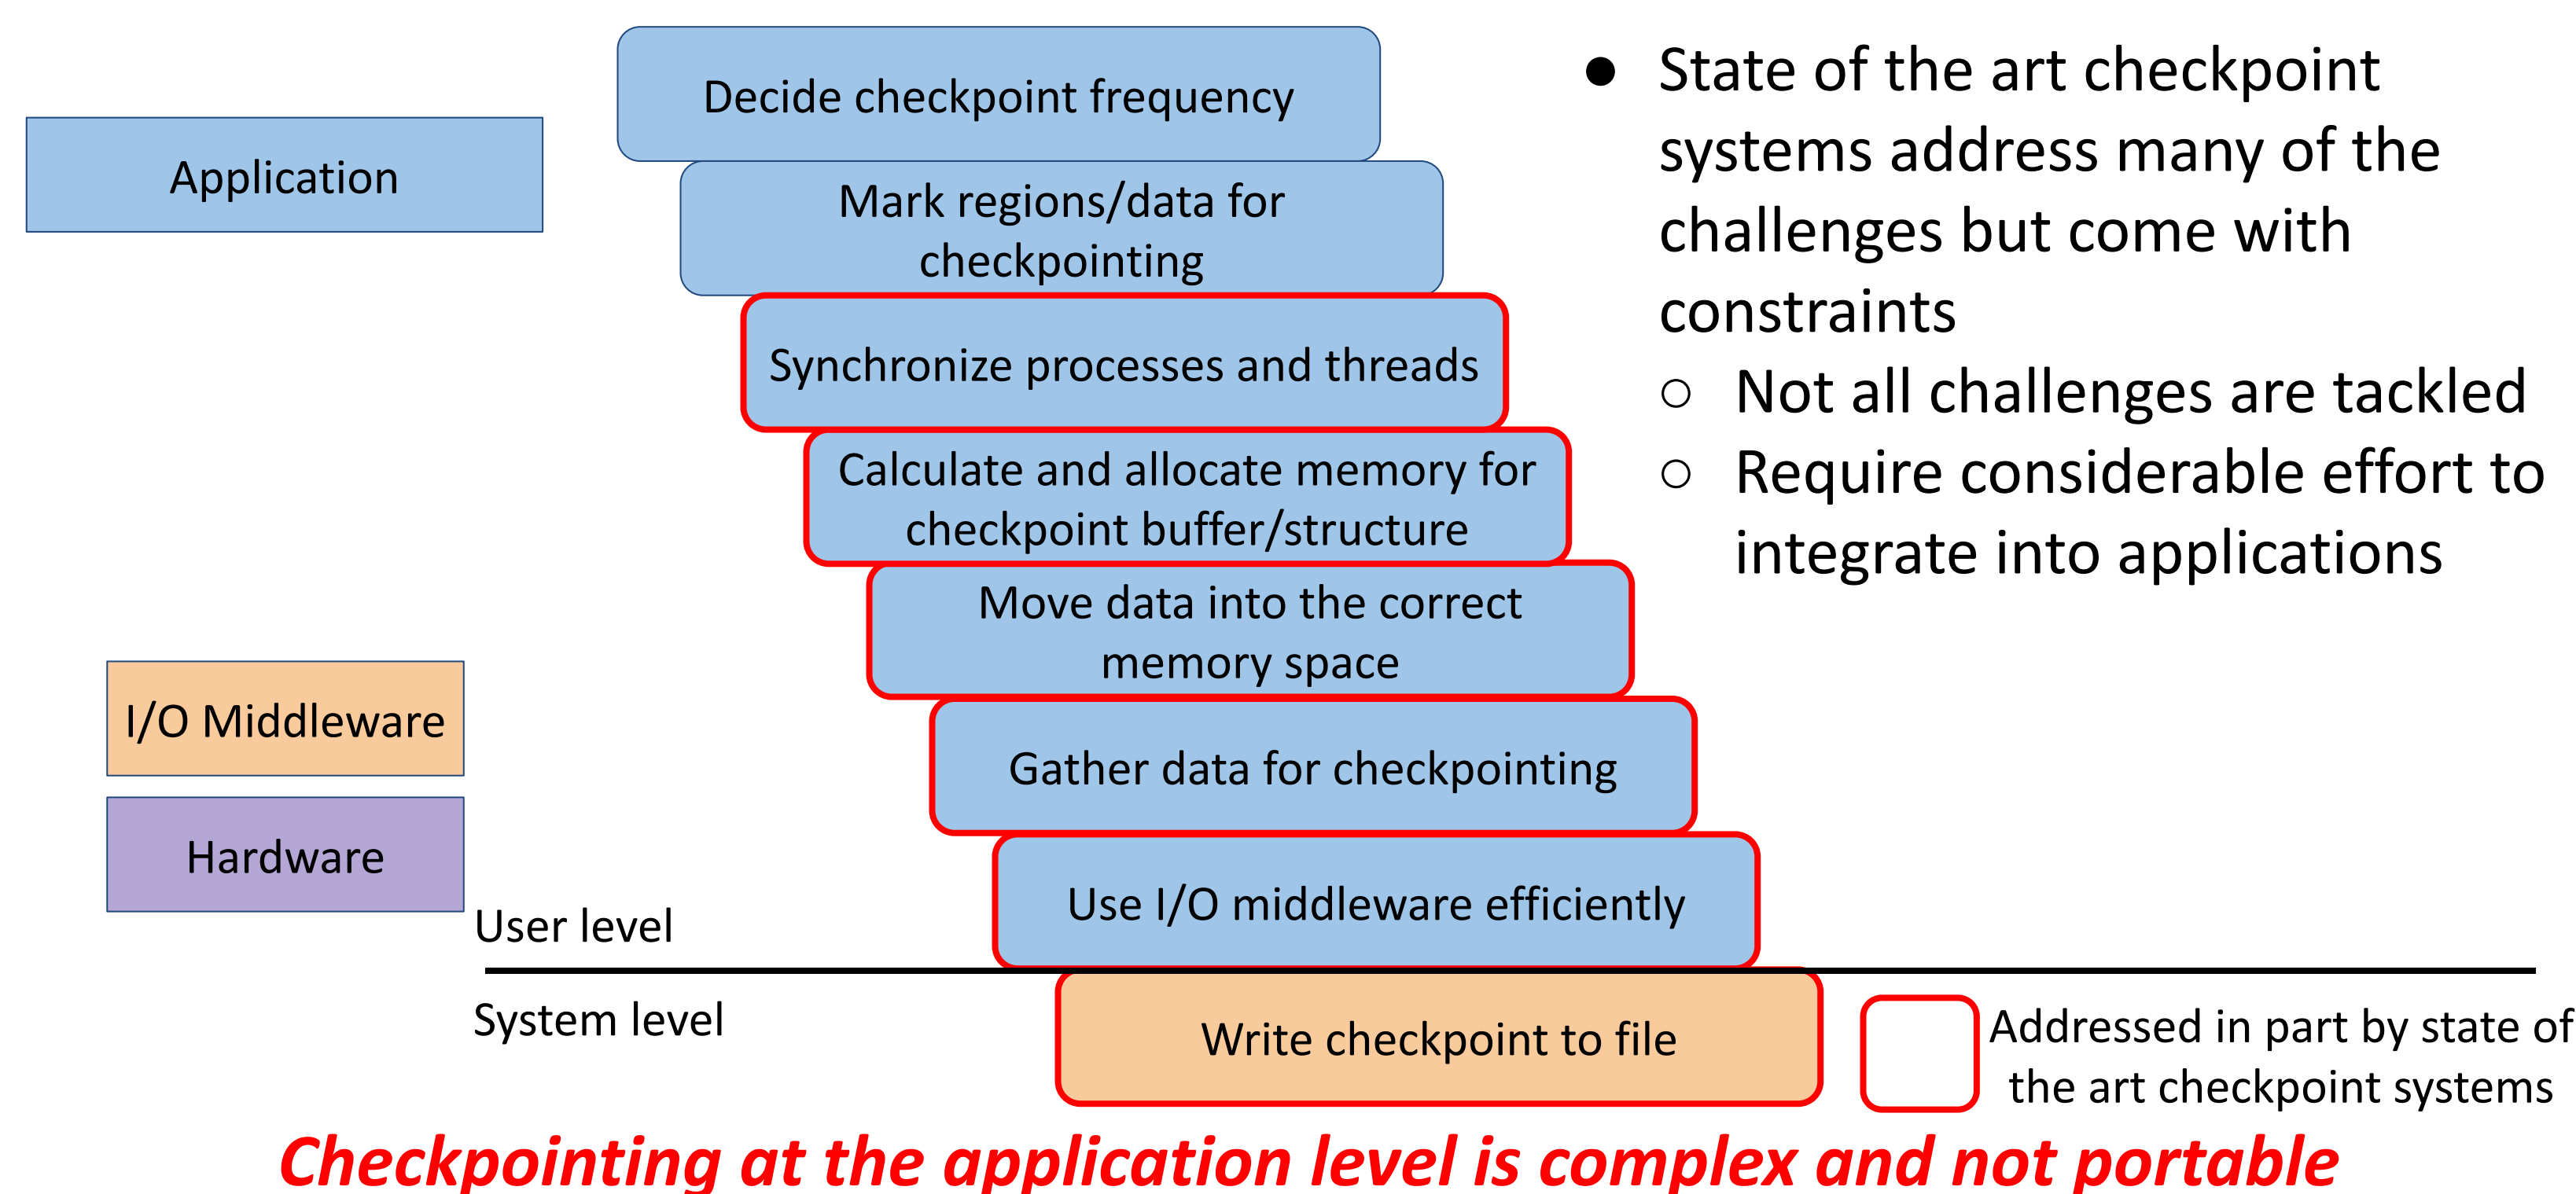 Application
I/O Middleware
Hardware
Decide checkpoint frequency
Mark regions/data for
checkpointing
Synchronize processes and threads
Calculate and allocate memory for
checkpoint buffer/structure
Move data into the correct
memory space
Gather data for checkpointing
Use I/O middleware efficiently
User level
System level
Write checkpoint to file
● State of the art checkpoint
systems address many of the
challenges but come with
constraints
○ Not all challenges are tackled
○ Require considerable effort to
integrate into applications
Addressed in part by state of
the art checkpoint systems
Checkpointing at the application level is complex and not portable